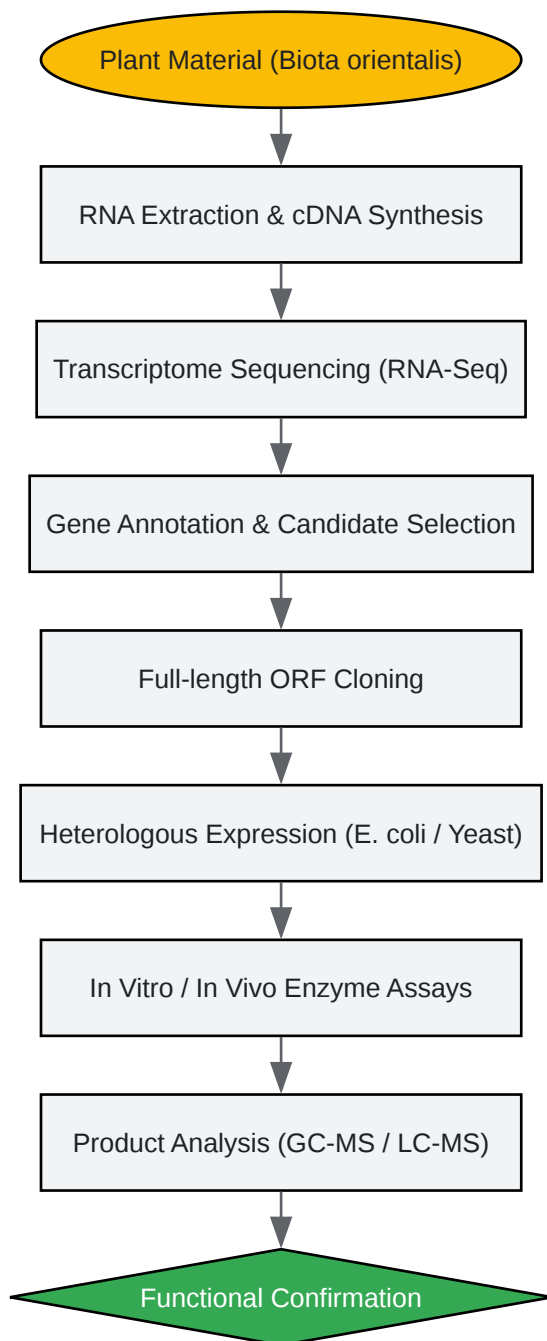 Plant Material (Biota orientalis)
RNA Extraction & cDNA Synthesis
Transcriptome Sequencing (RNA-Seq)
Gene Annotation & Candidate Selection
Full-length ORF Cloning
Heterologous Expression (E. coli / Yeast)
In Vitro / In Vivo Enzyme Assays
Product Analysis (GC-MS / LC-MS)
Functional Confirmation